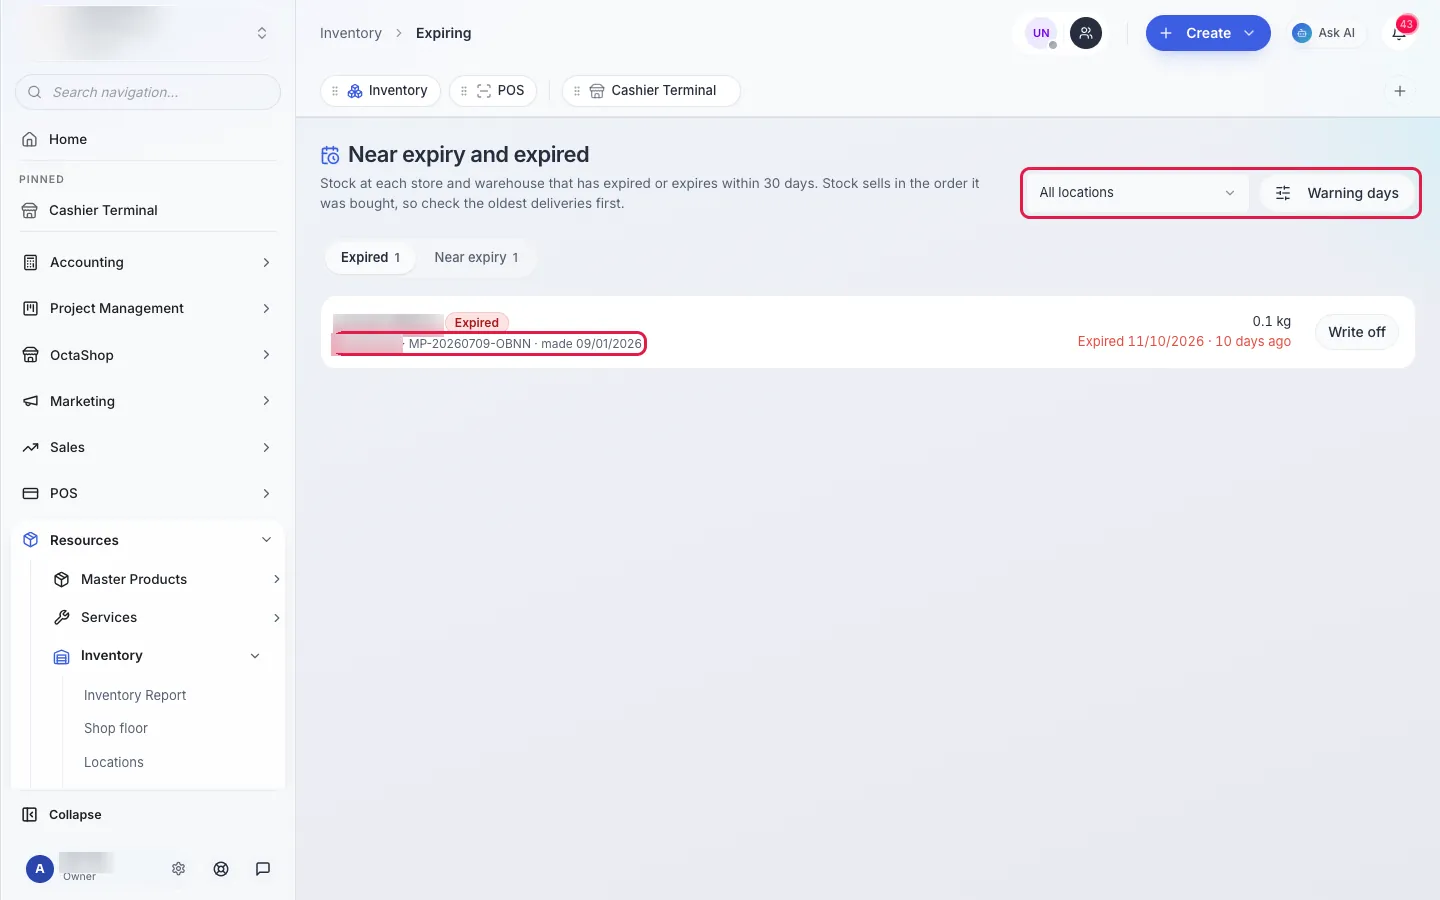 Inventory > Expiring
UN
Create
Ask AI
43
Search navigation...
Inventory
POS
Cashier Terminal
Home
PINNED
Cashier Terminal
Accounting
Project Management
OctaShop
Marketing
Sales
POS
Resources
Master Products
Services
Inventory
Inventory Report
Shop floor
Locations
Collapse
A
Owner
Near expiry and expired
Stock at each store and warehouse that has expired or expires within 30 days. Stock sells in the order it
was bought, so check the oldest deliveries first.
All locations
Warning days
Expired 1
Near expiry 1
Expired
· MP-20260709-OBNN · made 09/01/2026
0.1 kg
Expired 11/10/2026 · 10 days ago
Write off